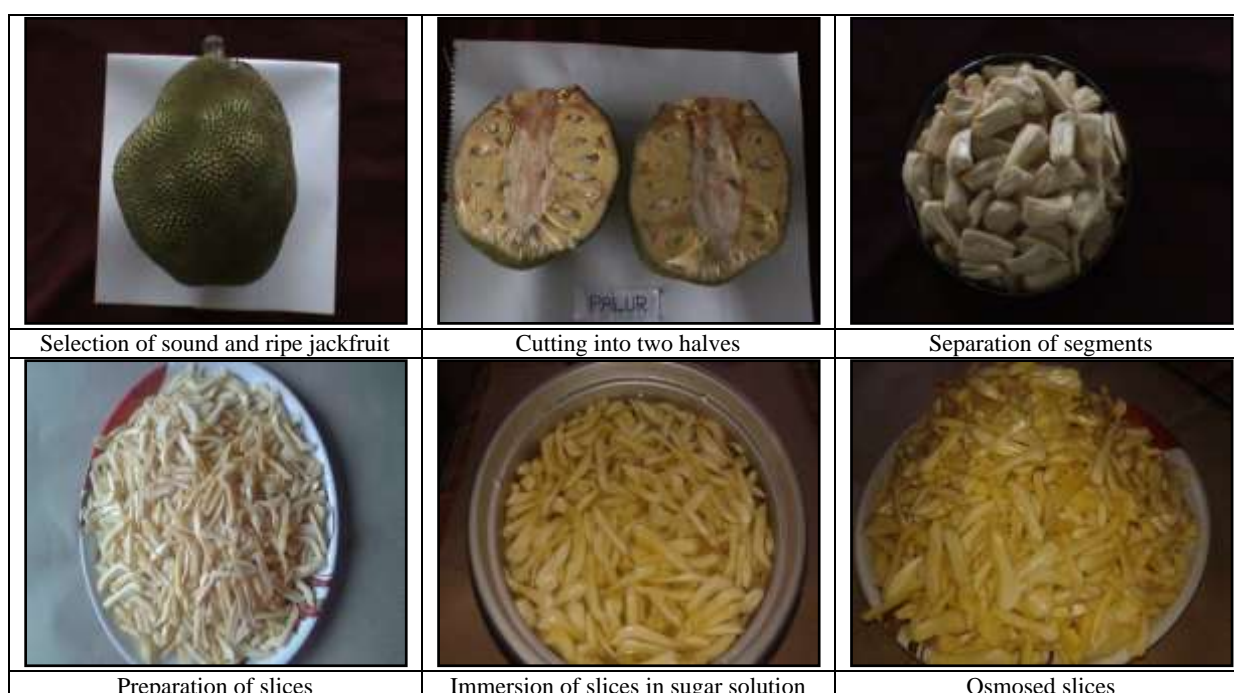 PALUR
Selection of sound and ripe jackfruit
Cutting into two halves
Separation of segments
Preparation of slices
Immersion of slices in sugar solution
Osmosed slices